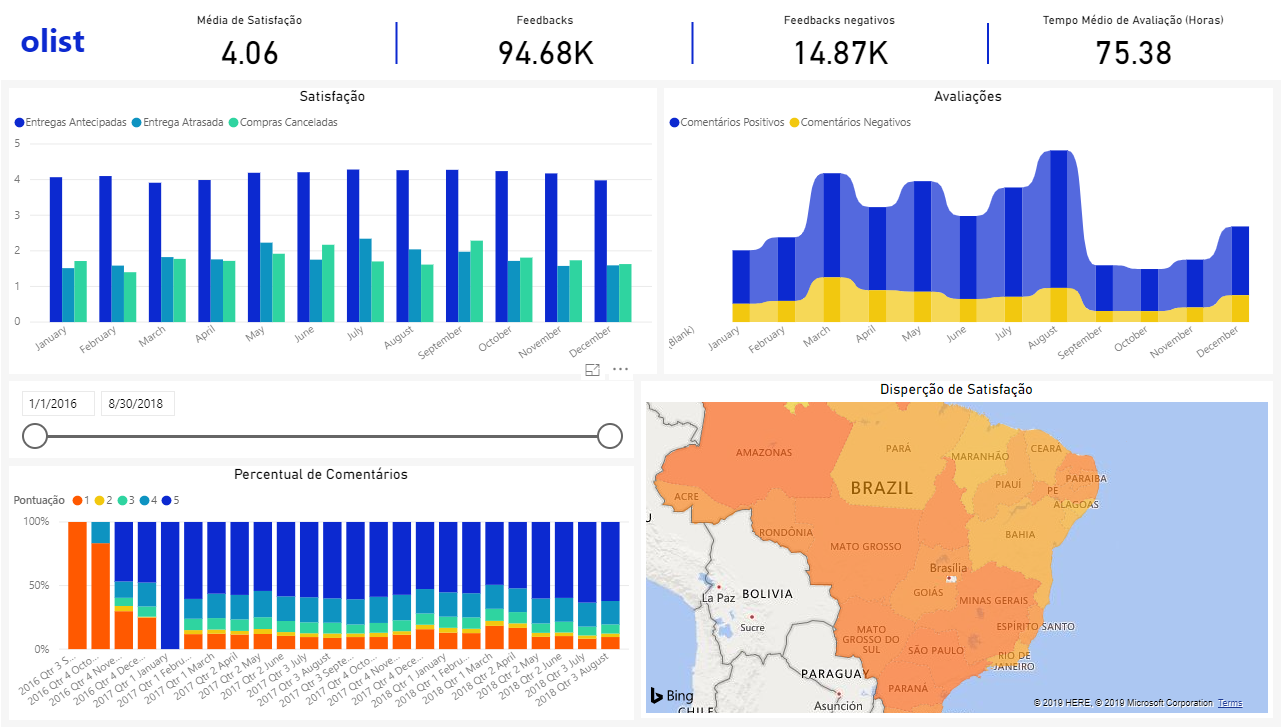 olist
Média de Satisfação
4.06
Feedbacks
94.68K
Feedbacks negativos
14.87K
Tempo Médio de Avaliação (Horas)
75.38
Satisfação
Entregas Antecipadas Entrega Atrasada Compras Canceladas
5
4
3
2
1
0
January February March April May June July August September October November December
Avaliações
Comentários Positivos Comentários Negativos
(Blank) January February March April May June July August September October November December
1/1/2016 8/30/2018
Percentual de Comentários
Pontuação 1 2 3 4 5
100%
50%
0%
2016 Qtr 3 S...
2016 Qtr 4 Octo...
2016 Qtr 4 Nove...
2016 Qtr 4 Dece...
2017 Qtr 1 January
2017 Qtr 1 Febru...
2017 Qtr 1 March
2017 Qtr 2 April
2017 Qtr 2 May
2017 Qtr 2 June
2017 Qtr 3 July
2017 Qtr 3 August
2017 Qtr 3 Septe...
2017 Qtr 4 Octo...
2017 Qtr 4 Nove...
2017 Qtr 4 Dece...
2018 Qtr 1 January
2018 Qtr 1 Febru...
2018 Qtr 1 March
2018 Qtr 2 April
2018 Qtr 2 May
2018 Qtr 2 June
2018 Qtr 3 July
2018 Qtr 3 August
Disperção de Satisfação
AMAZONAS
PARÁ
MARANHÃO
CEARÁ
BRAZIL
PIAUÍ
PARAIBA
PE
ACRE
ALAGOAS
RONDÔNIA
BAHIA
MATO GROSSO
Brasília
GOIÁS
La Paz
BOLIVIA
MINAS GERAIS
Sucre
MATO
GROSSO DO
SUL
ESPÍRITO SANTO
SÃO PAULO
RIO DE
JANEIRO
PARAGUAY
PARANÁ
Asunción
CHILE
Bing
© 2019 HERE, © 2019 Microsoft Corporation Terms